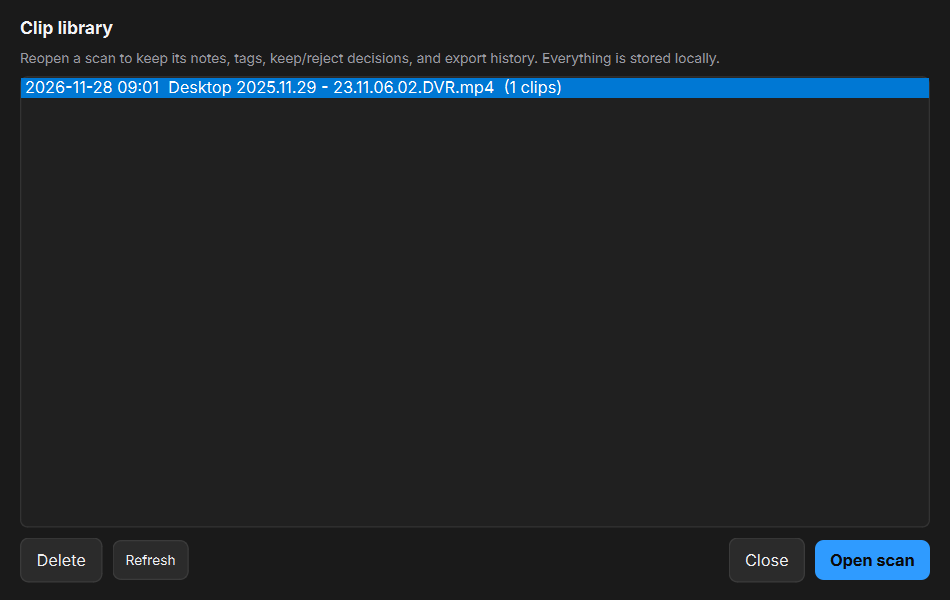 Clip library
Reopen a scan to keep its notes, tags, keep/reject decisions, and export history. Everything is stored locally.
2026-11-28 09:01  Desktop 2025.11.29 - 23.11.06.02.DVR.mp4  (1 clips)
Delete
Refresh
Close
Open scan